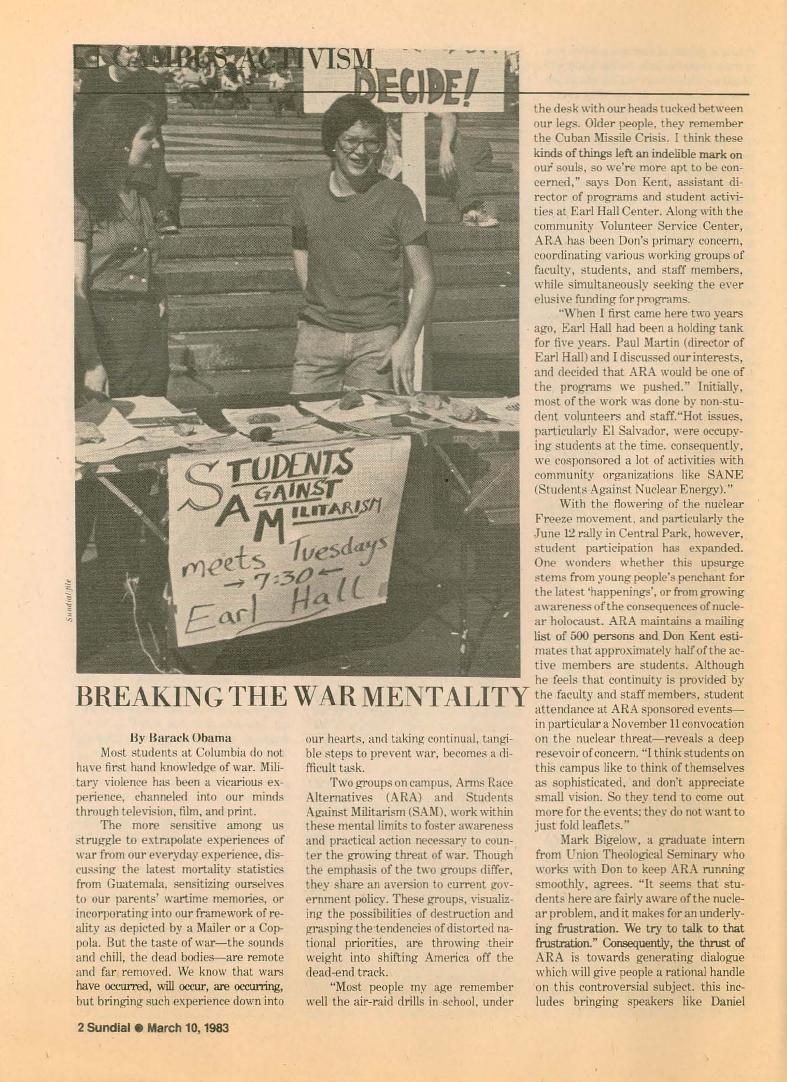 CAMPUS ACTIVISM
DECIDE!
STUDENTS
AGAINST
MILITARISM
meets Tuesdays
→ 7:30 ←
Earl Hall
Sundial/file
BREAKING THE WAR MENTALITY
By Barack Obama
Most students at Columbia do not
have first hand knowledge of war. Mili-
tary violence has been a vicarious ex-
perience, channeled into our minds
through television, film, and print.
The more sensitive among us
struggle to extrapolate experiences of
war from our everyday experience, dis-
cussing the latest mortality statistics
from Guatemala, sensitizing ourselves
to our parents' wartime memories, or
incorporating into our framework of re-
ality as depicted by a Mailer or a Cop-
pola. But the taste of war—the sounds
and chill, the dead bodies—are remote
and far removed. We know that wars
have occurred, will occur, are occurring,
but bringing such experience down into
our hearts, and taking continual, tangi-
ble steps to prevent war, becomes a di-
fficult task.
Two groups on campus, Arms Race
Alternatives (ARA) and Students
Against Militarism (SAM), work within
these mental limits to foster awareness
and practical action necessary to coun-
ter the growing threat of war. Though
the emphasis of the two groups differ,
they share an aversion to current gov-
ernment policy. These groups, visualiz-
ing the possibilities of destruction and
grasping the tendencies of distorted na-
tional priorities, are throwing their
weight into shifting America off the
dead-end track.
"Most people my age remember
well the air-raid drills in school, under
the desk with our heads tucked between
our legs. Older people, they remember
the Cuban Missile Crisis. I think these
kinds of things left an indelible mark on
our souls, so we're more apt to be con-
cerned," says Don Kent, assistant di-
rector of programs and student activi-
ties at Earl Hall Center. Along with the
community Volunteer Service Center,
ARA has been Don's primary concern,
coordinating various working groups of
faculty, students, and staff members,
while simultaneously seeking the ever
elusive funding for programs.
"When I first came here two years
ago, Earl Hall had been a holding tank
for five years. Paul Martin (director of
Earl Hall) and I discussed our interests,
and decided that ARA would be one of
the programs we pushed." Initially,
most of the work was done by non-stu-
dent volunteers and staff."Hot issues,
particularly El Salvador, were occupy-
ing students at the time. consequently,
we cosponsored a lot of activities with
community organizations like SANE
(Students Against Nuclear Energy)."
With the flowering of the nuclear
Freeze movement, and particularly the
June 12 rally in Central Park, however,
student participation has expanded.
One wonders whether this upsurge
stems from young people's penchant for
the latest 'happenings', or from growing
awareness of the consequences of nucle-
ar holocaust. ARA maintains a mailing
list of 500 persons and Don Kent esti-
mates that approximately half of the ac-
tive members are students. Although
he feels that continuity is provided by
the faculty and staff members, student
attendance at ARA sponsored events—
in particular a November 11 convocation
on the nuclear threat—reveals a deep
resevoir of concern. "I think students on
this campus like to think of themselves
as sophisticated, and don't appreciate
small vision. So they tend to come out
more for the events; they do not want to
just fold leaflets."
Mark Bigelow, a graduate intern
from Union Theological Seminary who
works with Don to keep ARA running
smoothly, agrees. "It seems that stu-
dents here are fairly aware of the nucle-
ar problem, and it makes for an underly-
ing frustration. We try to talk to that
frustration." Consequently, the thrust of
ARA is towards generating dialogue
which will give people a rational handle
on this controversial subject. this inc-
ludes bringing speakers like Daniel
2 Sundial ● March 10, 1983